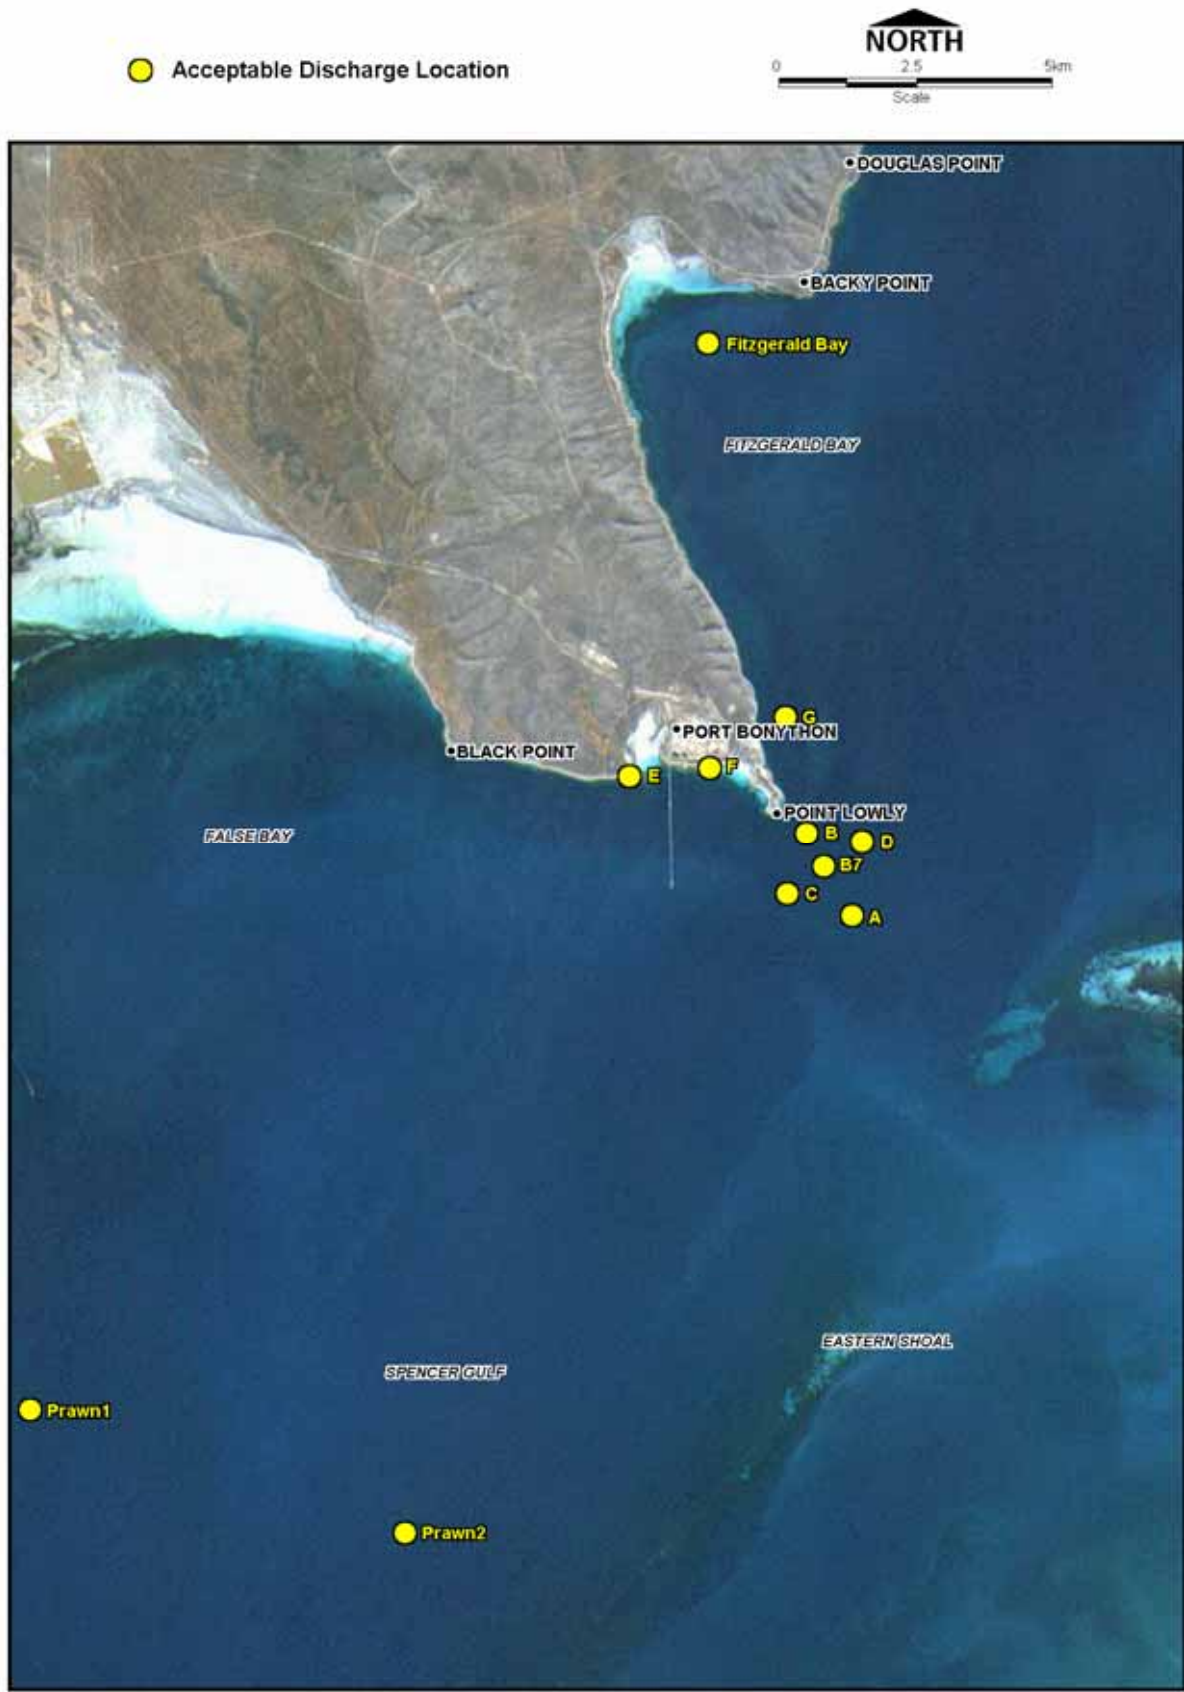 NORTH
Acceptable Discharge Location
0 2.5 5km
Scale
DOUGLAS POINT
BACKY POINT
Fitzgerald Bay
FITZGERALD BAY
G
PORT BONYTHON
BLACK POINT
E
F
POINT LOWLY
FALSE BAY
B
D
B7
C
A
EASTERN SHOAL
SPENCER GULF
Prawn1
Prawn2